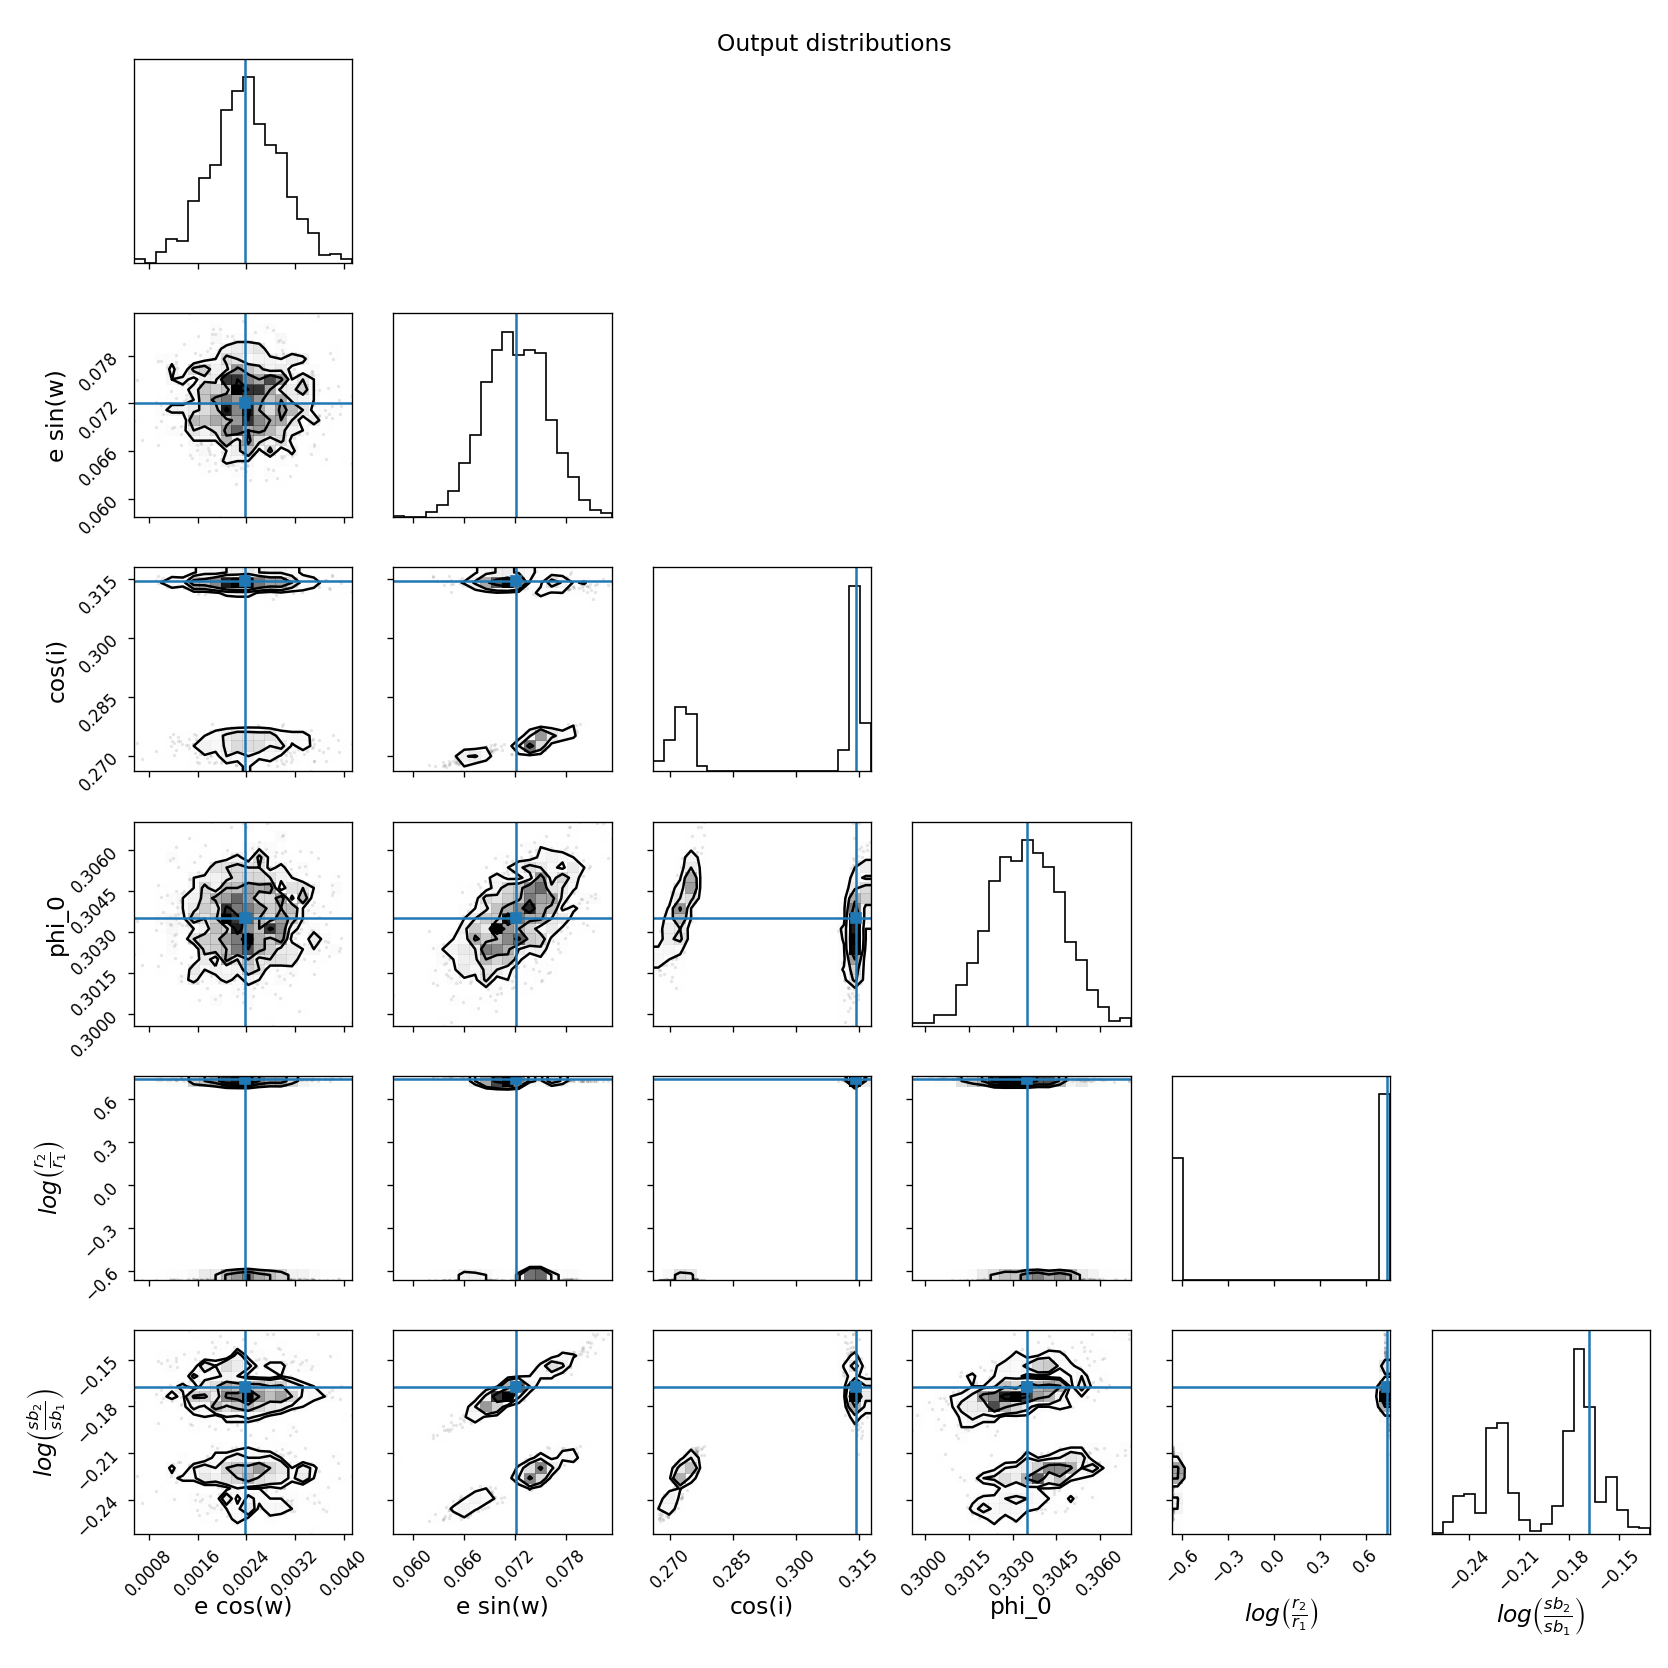 Output distributions
e sin(w)
0.078
0.072
0.066
0.060
cos(i)
0.315
0.300
0.285
0.270
phi_0
0.3060
0.3045
0.3030
0.3015
0.3000
log(r2/r1)
0.6
0.3
0.0
−0.3
−0.6
log(sb2/sb1)
−0.15
−0.18
−0.21
−0.24
0.0008 0.0016 0.0024 0.0032 0.0040
0.060 0.066 0.072 0.078
0.270 0.285 0.300 0.315
0.3000 0.3015 0.3030 0.3045 0.3060
−0.6 −0.3 0.0 0.3 0.6
−0.24 −0.21 −0.18 −0.15
e cos(w) e sin(w) cos(i) phi_0 log(r2/r1) log(sb2/sb1)